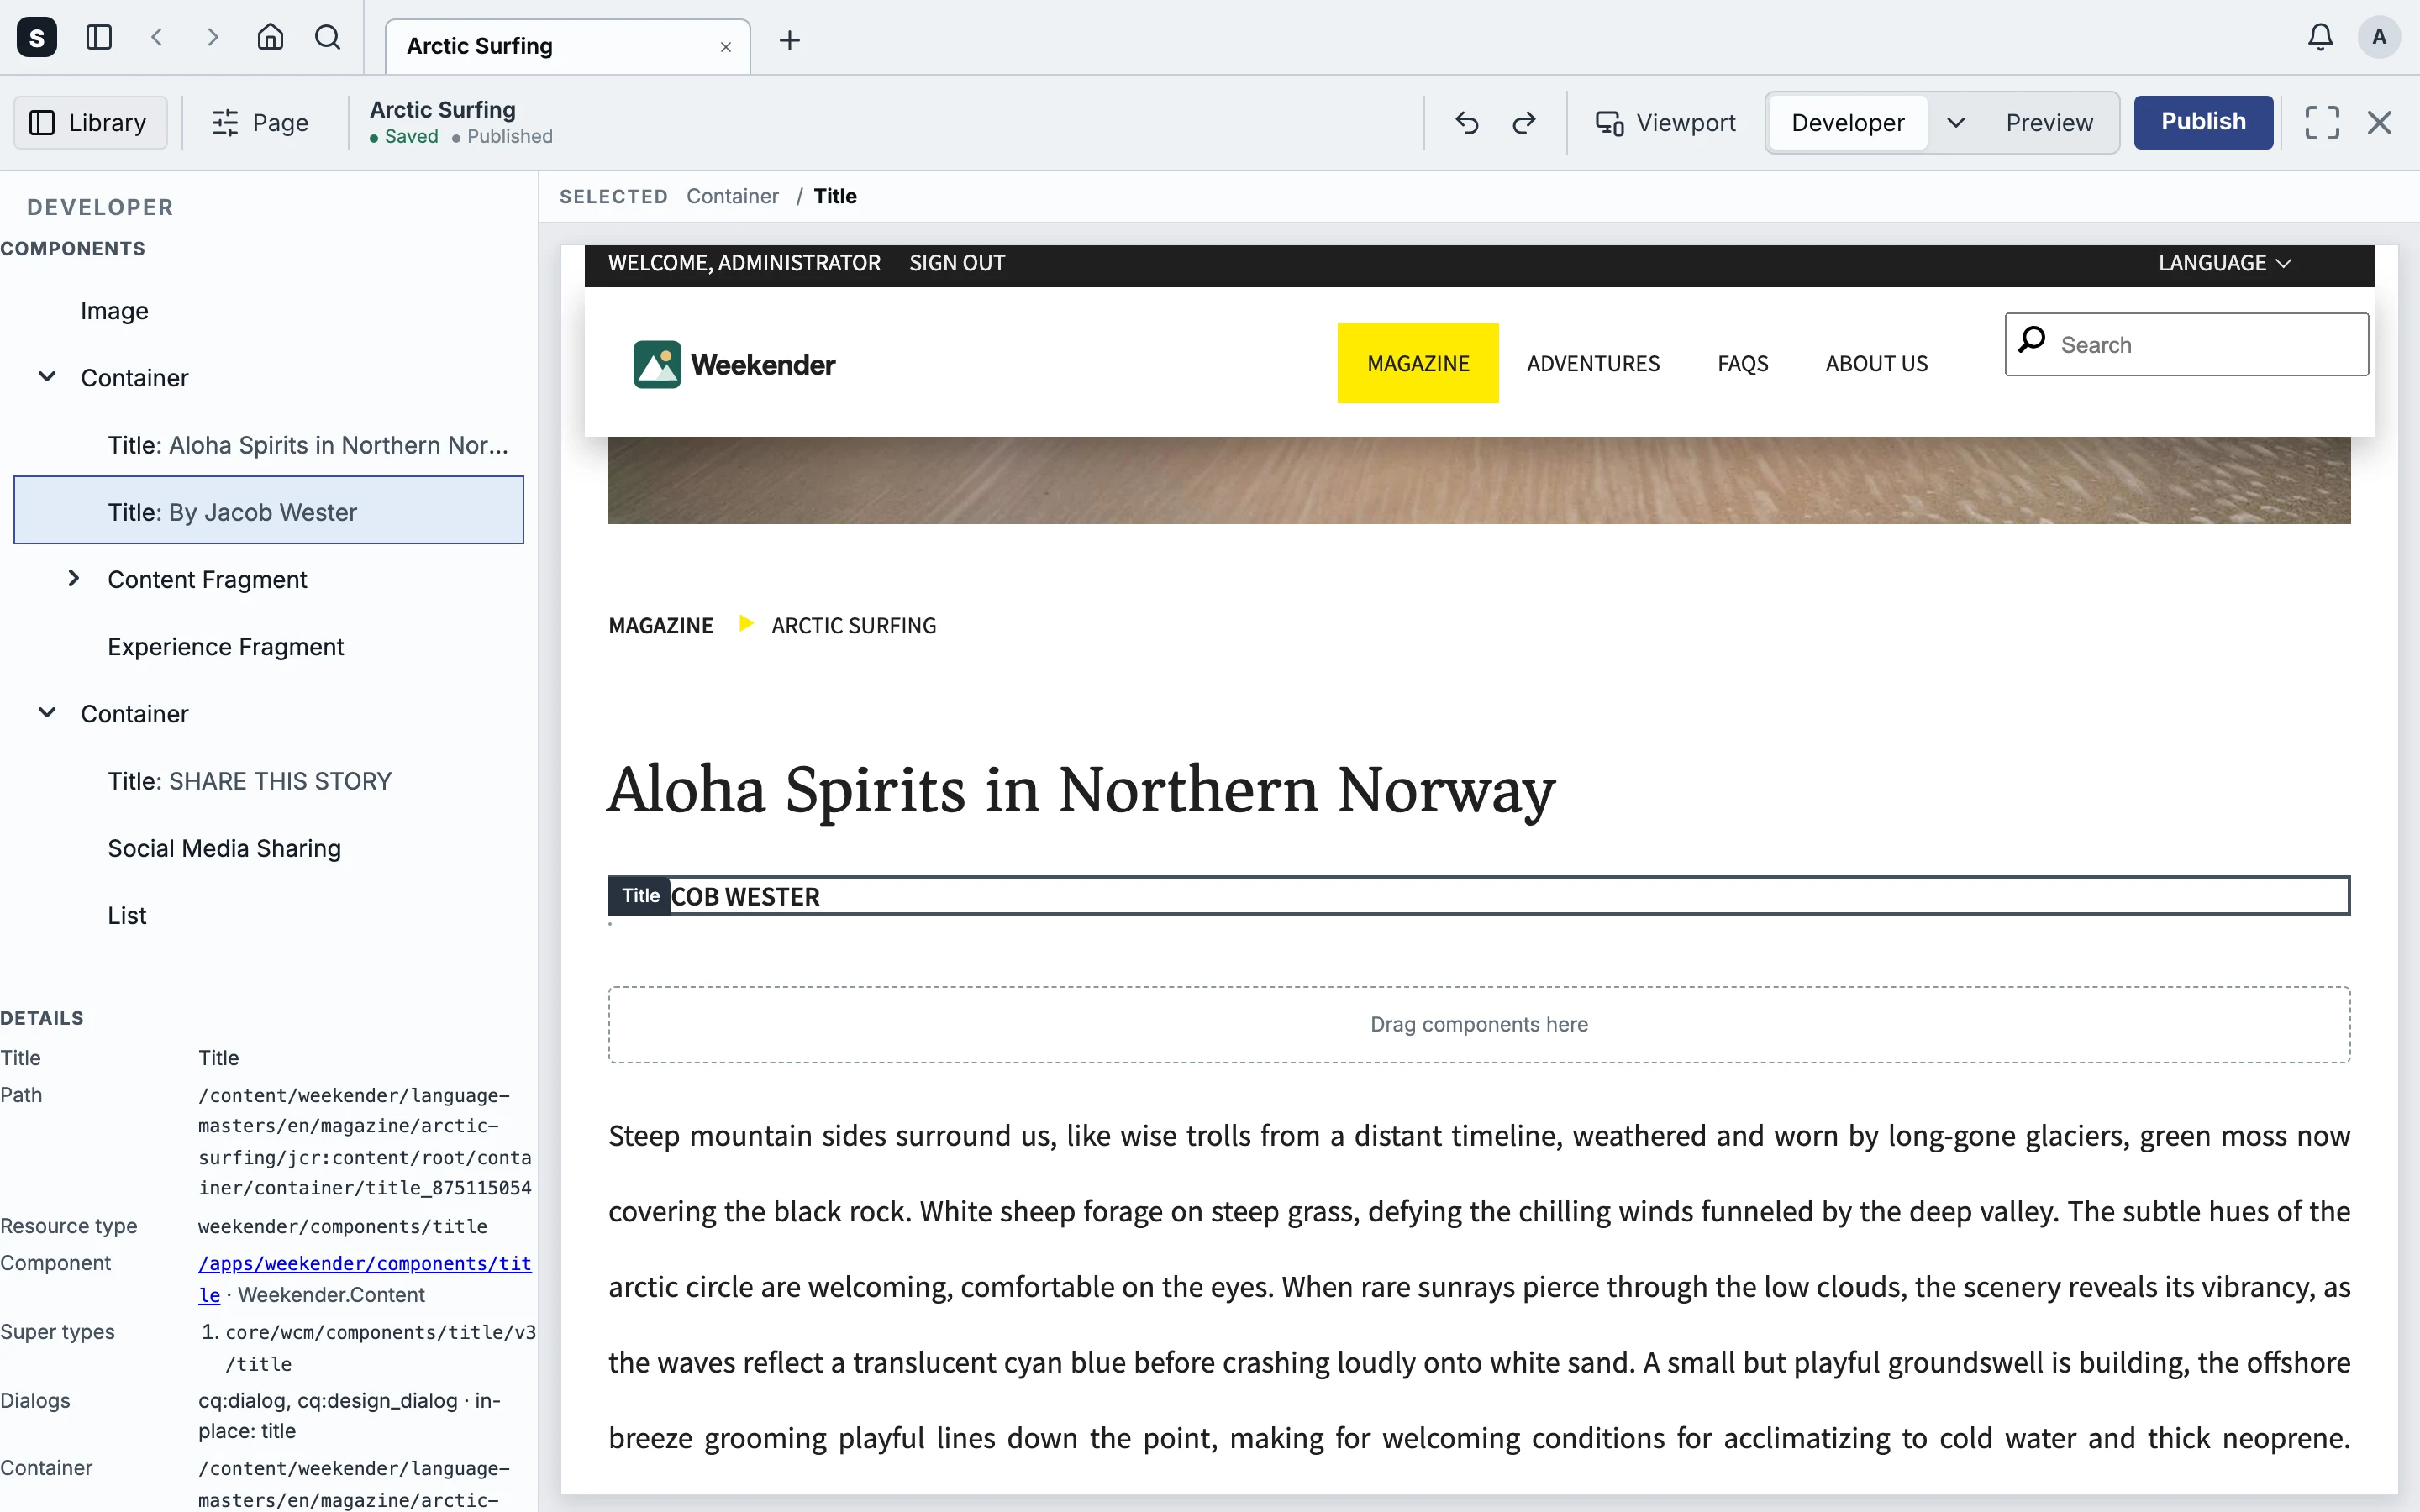 S
Arctic Surfing
A
Library
Page
Arctic Surfing
Saved Published
Viewport
Developer
Preview
Publish
DEVELOPER
COMPONENTS
Image
Container
Title: Aloha Spirits in Northern Nor...
Title: By Jacob Wester
Content Fragment
Experience Fragment
Container
Title: SHARE THIS STORY
Social Media Sharing
List
DETAILS
Title Title
Path /content/weekender/language-
masters/en/magazine/arctic-
surfing/jcr:content/root/conta
iner/container/title_875115054
Resource type weekender/components/title
Component /apps/weekender/components/tit
le · Weekender.Content
Super types 1. core/wcm/components/title/v3
/title
Dialogs cq:dialog, cq:design_dialog · in-
place: title
Container /content/weekender/language-
masters/en/magazine/arctic-
SELECTED Container / Title
WELCOME, ADMINISTRATOR SIGN OUT LANGUAGE
Weekender
MAGAZINE ADVENTURES FAQS ABOUT US
Search
MAGAZINE ARCTIC SURFING
Aloha Spirits in Northern Norway
Title COB WESTER
Drag components here
Steep mountain sides surround us, like wise trolls from a distant timeline, weathered and worn by long-gone glaciers, green moss now
covering the black rock. White sheep forage on steep grass, defying the chilling winds funneled by the deep valley. The subtle hues of the
arctic circle are welcoming, comfortable on the eyes. When rare sunrays pierce through the low clouds, the scenery reveals its vibrancy, as
the waves reflect a translucent cyan blue before crashing loudly onto white sand. A small but playful groundswell is building, the offshore
breeze grooming playful lines down the point, making for welcoming conditions for acclimatizing to cold water and thick neoprene.